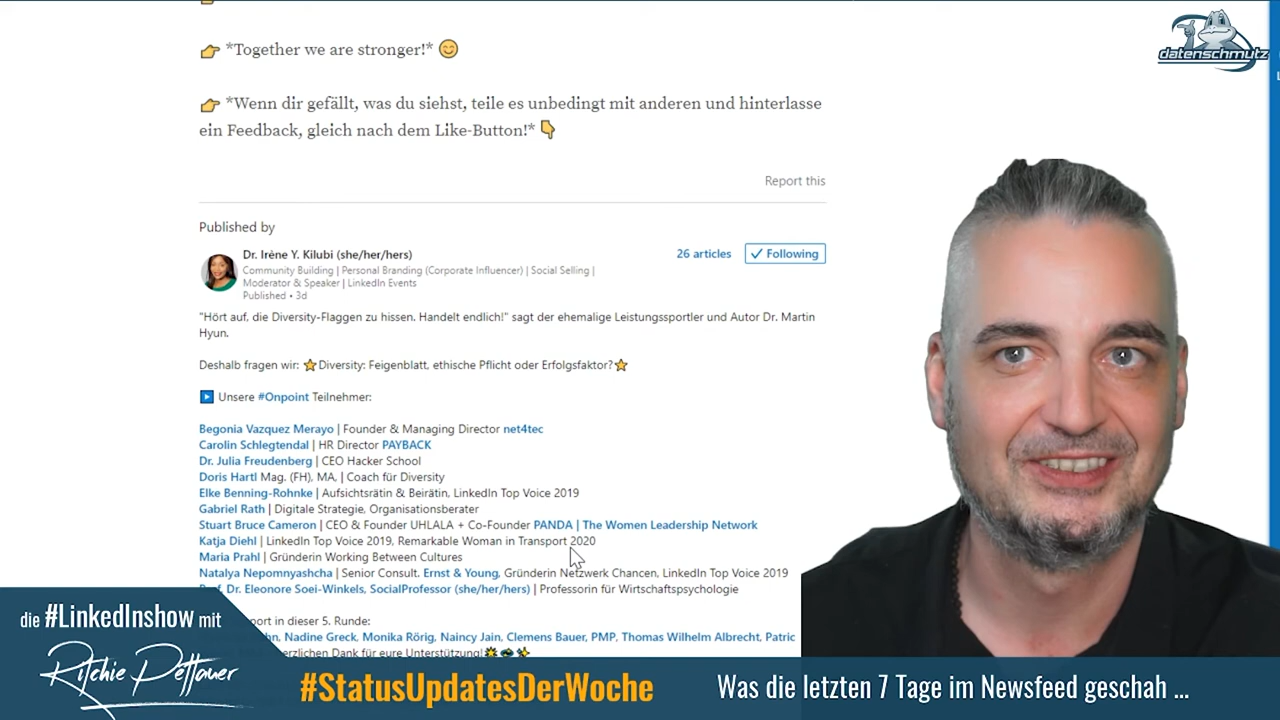 *Together we are stronger!*
datenschmutz
*Wenn dir gefällt, was du siehst, teile es unbedingt mit anderen und hinterlasse
ein Feedback, gleich nach dem Like-Button!*
Report this
Published by
Dr. Irène Y. Kilubi (she/her/hers)
26 articles
Following
Community Building | Personal Branding (Corporate Influencer) | Social Selling |
Moderator & Speaker | LinkedIn Events
Published • 3d
"Hört auf, die Diversity-Flaggen zu hissen. Handelt endlich!" sagt der ehemalige Leistungssportler und Autor Dr. Martin
Hyun.
Deshalb fragen wir: ⭐Diversity: Feigenblatt, ethische Pflicht oder Erfolgsfaktor?⭐
Unsere #Onpoint Teilnehmer:
Begonia Vazquez Merayo | Founder & Managing Director net4tec
Carolin Schlegtendal | HR Director PAYBACK
Dr. Julia Freudenberg | CEO Hacker School
Doris Hartl Mag. (FH), MA, | Coach für Diversity
Elke Benning-Rohnke | Aufsichtsrätin & Beirätin, LinkedIn Top Voice 2019
Gabriel Rath | Digitale Strategie, Organisationsberater
Stuart Bruce Cameron | CEO & Founder UHLALA + Co-Founder PANDA | The Women Leadership Network
Katja Diehl | LinkedIn Top Voice 2019, Remarkable Woman in Transport 2020
Maria Prahl | Gründerin Working Between Cultures
Natalya Nepomnyashcha | Senior Consult. Ernst & Young, Gründerin Netzwerk Chancen, LinkedIn Top Voice 2019
Prof. Dr. Eleonore Soei-Winkels, SocialProfessor (she/her/hers) | Professorin für Wirtschaftspsychologie
port in dieser 5. Runde:
hn, Nadine Greck, Monika Rörig, Naincy Jain, Clemens Bauer, PMP, Thomas Wilhelm Albrecht, Patric
erzlichen Dank für eure Unterstützung!
die #LinkedInshow mit
Ritchie Pettauer
#StatusUpdatesDerWoche
Was die letzten 7 Tage im Newsfeed geschah ...